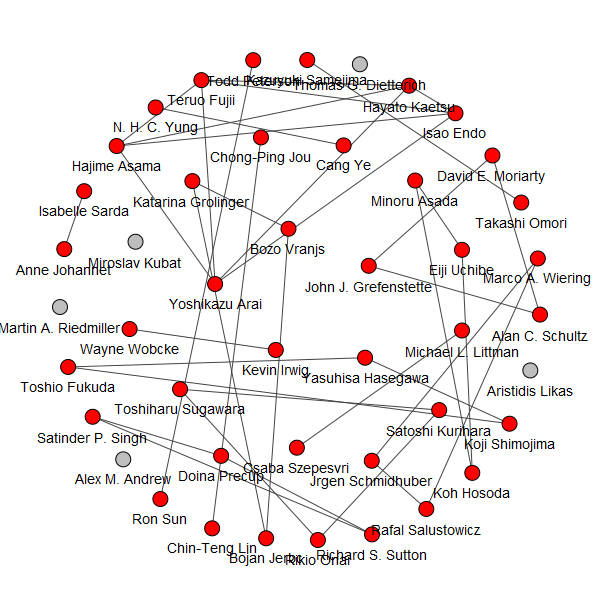 Todd Peterson
Kazuyuki Samejima
Thomas G. Dietterich
Teruo Fujii
Hayato Kaetsu
N. H. C. Yung
Isao Endo
Hajime Asama
Chong-Ping Jou
Cang Ye
David E. Moriarty
Isabelle Sarda
Katarina Grolinger
Minoru Asada
Takashi Omori
Anne Johannet
Miroslav Kubat
Bozo Vranjs
Eiji Uchibe
Marco A. Wiering
Yoshikazu Arai
John J. Grefenstette
Martin A. Riedmiller
Alan C. Schultz
Wayne Wobcke
Michael L. Littman
Kevin Irwig
Yasuhisa Hasegawa
Toshio Fukuda
Aristidis Likas
Toshiharu Sugawara
Satoshi Kurihara
Satinder P. Singh
Koji Shimojima
Csaba Szepesvri
Alex M. Andrew
Doina Precup
Jrgen Schmidhuber
Koh Hosoda
Ron Sun
Rafal Salustowicz
Chin-Teng Lin
Bojan Jerbc
Rikio Onai
Richard S. Sutton